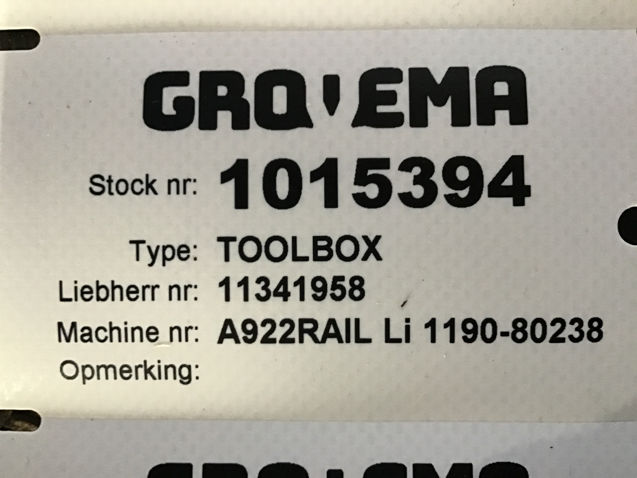 GROVEMA
Stock nr: 1015394
Type: TOOLBOX
Liebherr nr: 11341958
Machine nr: A922RAIL Li 1190-80238
Opmerking: